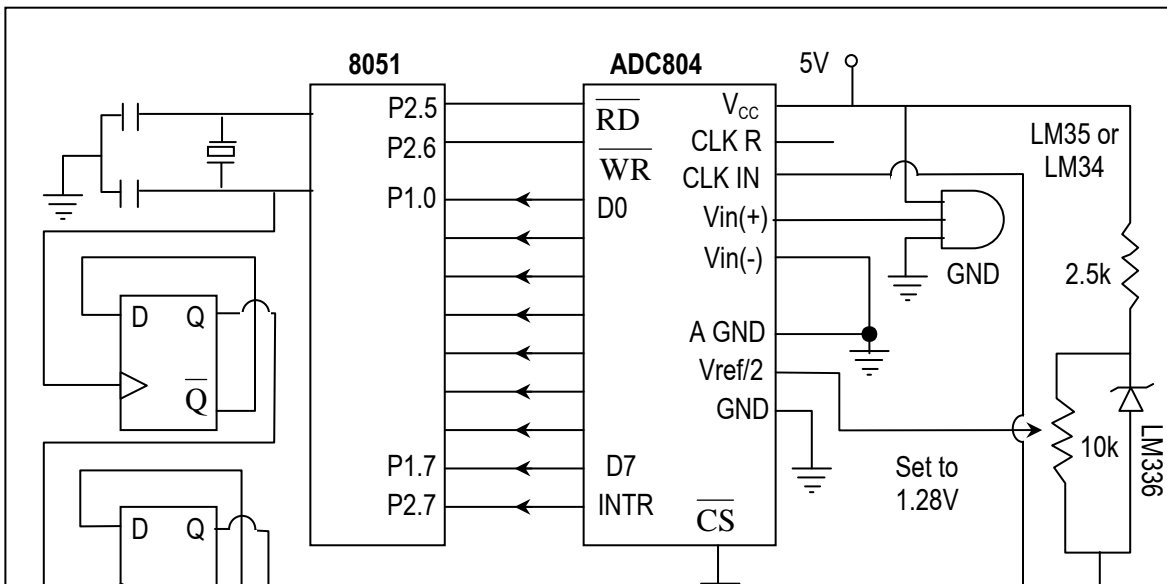 8051
ADC804
5V
P2.5
P2.6
P1.0
P1.7
P2.7
RD
WR
D0
D7
INTR
CS
VCC
CLK R
CLK IN
Vin(+)
Vin(-)
A GND
Vref/2
GND
LM35 or
LM34
GND
2.5k
10k
LM336
Set to
1.28V
D Q
Q
D Q